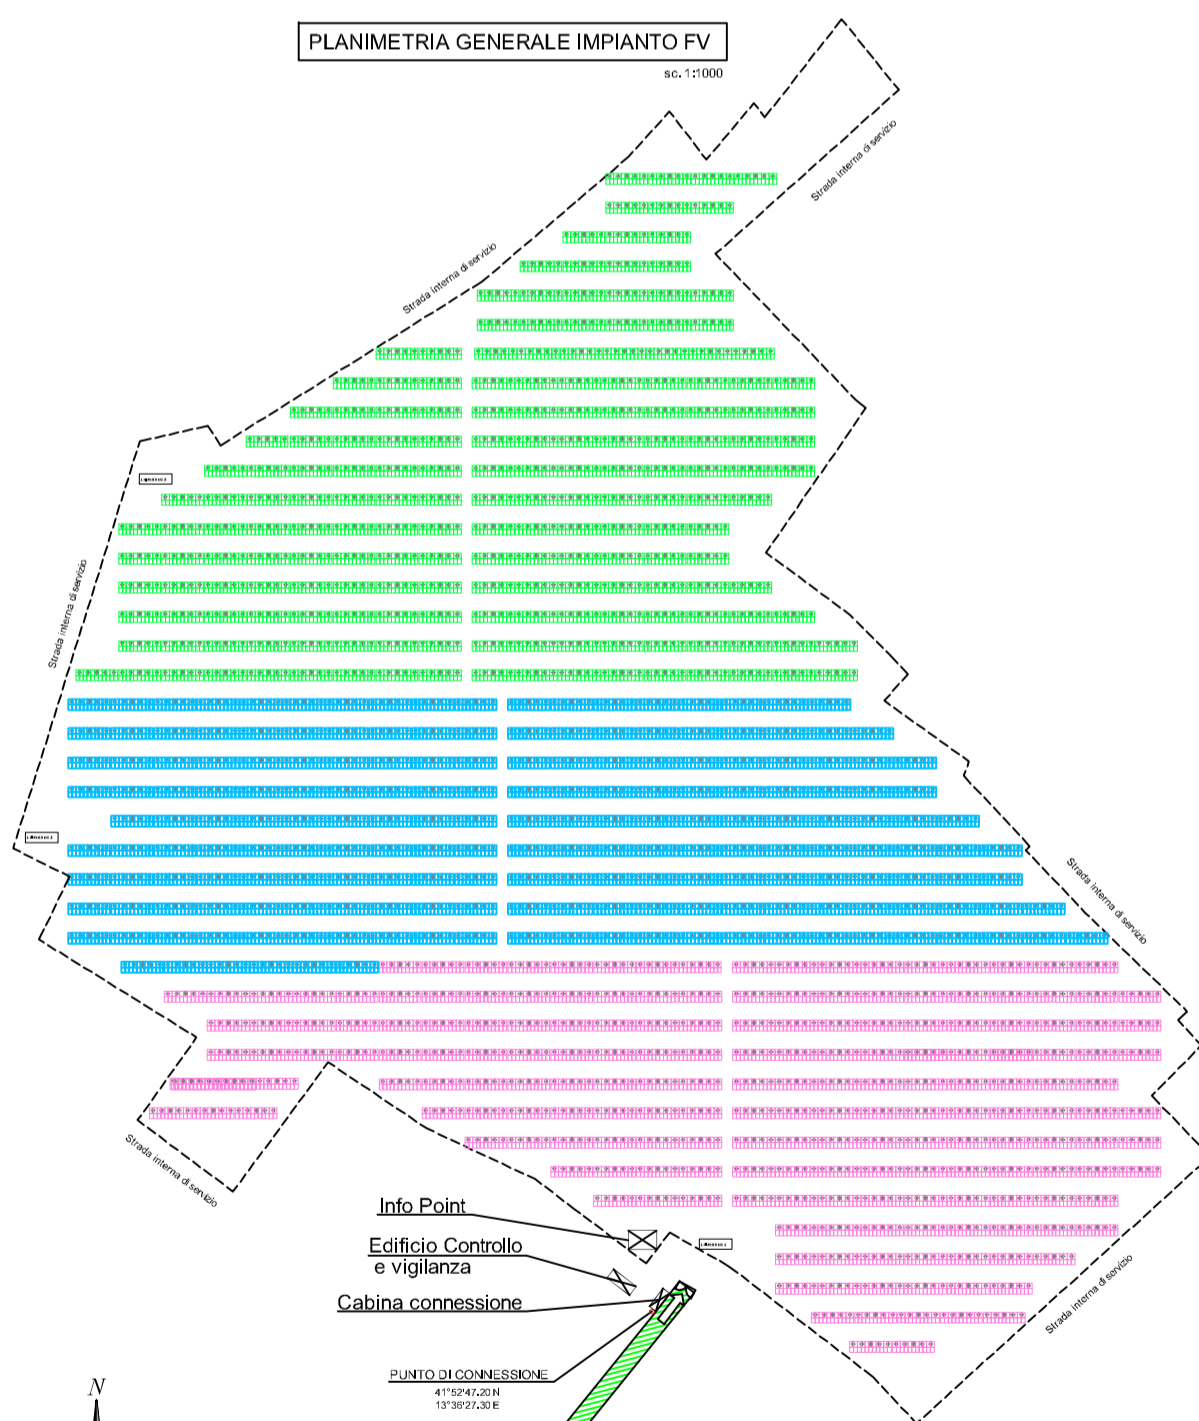 PLANIMETRIA GENERALE IMPIANTO FV
sc. 1:1000
Strada interna di servizio
Strada interna di servizio
Strada interna di servizio
Strada interna di servizio
Strada interna di servizio
Info Point
Edificio Controllo
e vigilanza
Cabina connessione
Strada interna di servizio
PUNTO DI CONNESSIONE
41°52'47.20 N
13°36'27.30 E
N